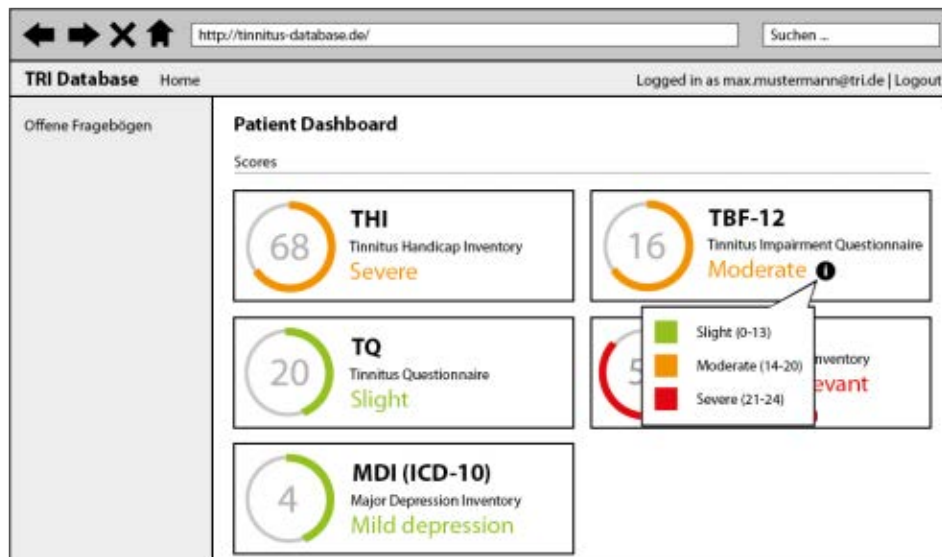 http://tinnitus-database.de/
Suchen ...
TRI Database Home
Logged in as max.mustermann@tri.de | Logout
Offene Fragebögen
Patient Dashboard
Scores
68
THI
Tinnitus Handicap Inventory
Severe
16
TBF-12
Tinnitus Impairment Questionnaire
Moderate i
20
TQ
Tinnitus Questionnaire
Slight
Slight (0-13)
Moderate (14-20)
Severe (21-24)
4
MDI (ICD-10)
Major Depression Inventory
Mild depression